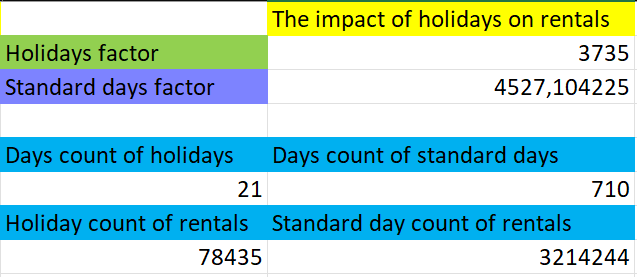 The impact of holidays on rentals
Holidays factor 3735
Standard days factor 4527,104225
Days count of holidays Days count of standard days
21 710
Holiday count of rentals Standard day count of rentals
78435 3214244